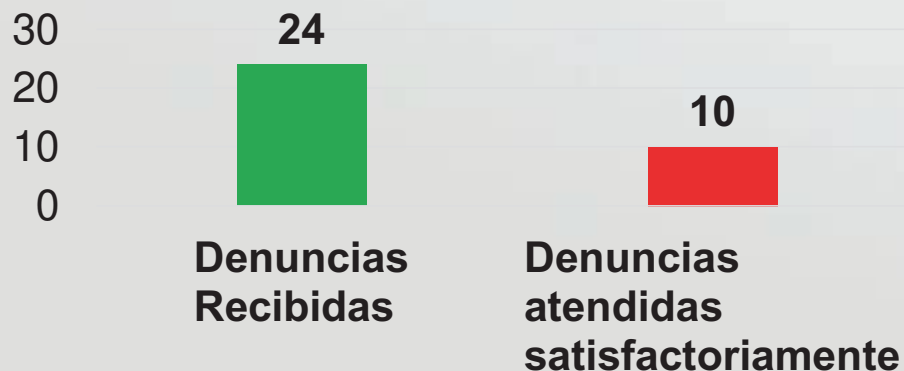 30
24
20
10
10
0
Denuncias
Recibidas
Denuncias
atendidas
satisfactoriamente